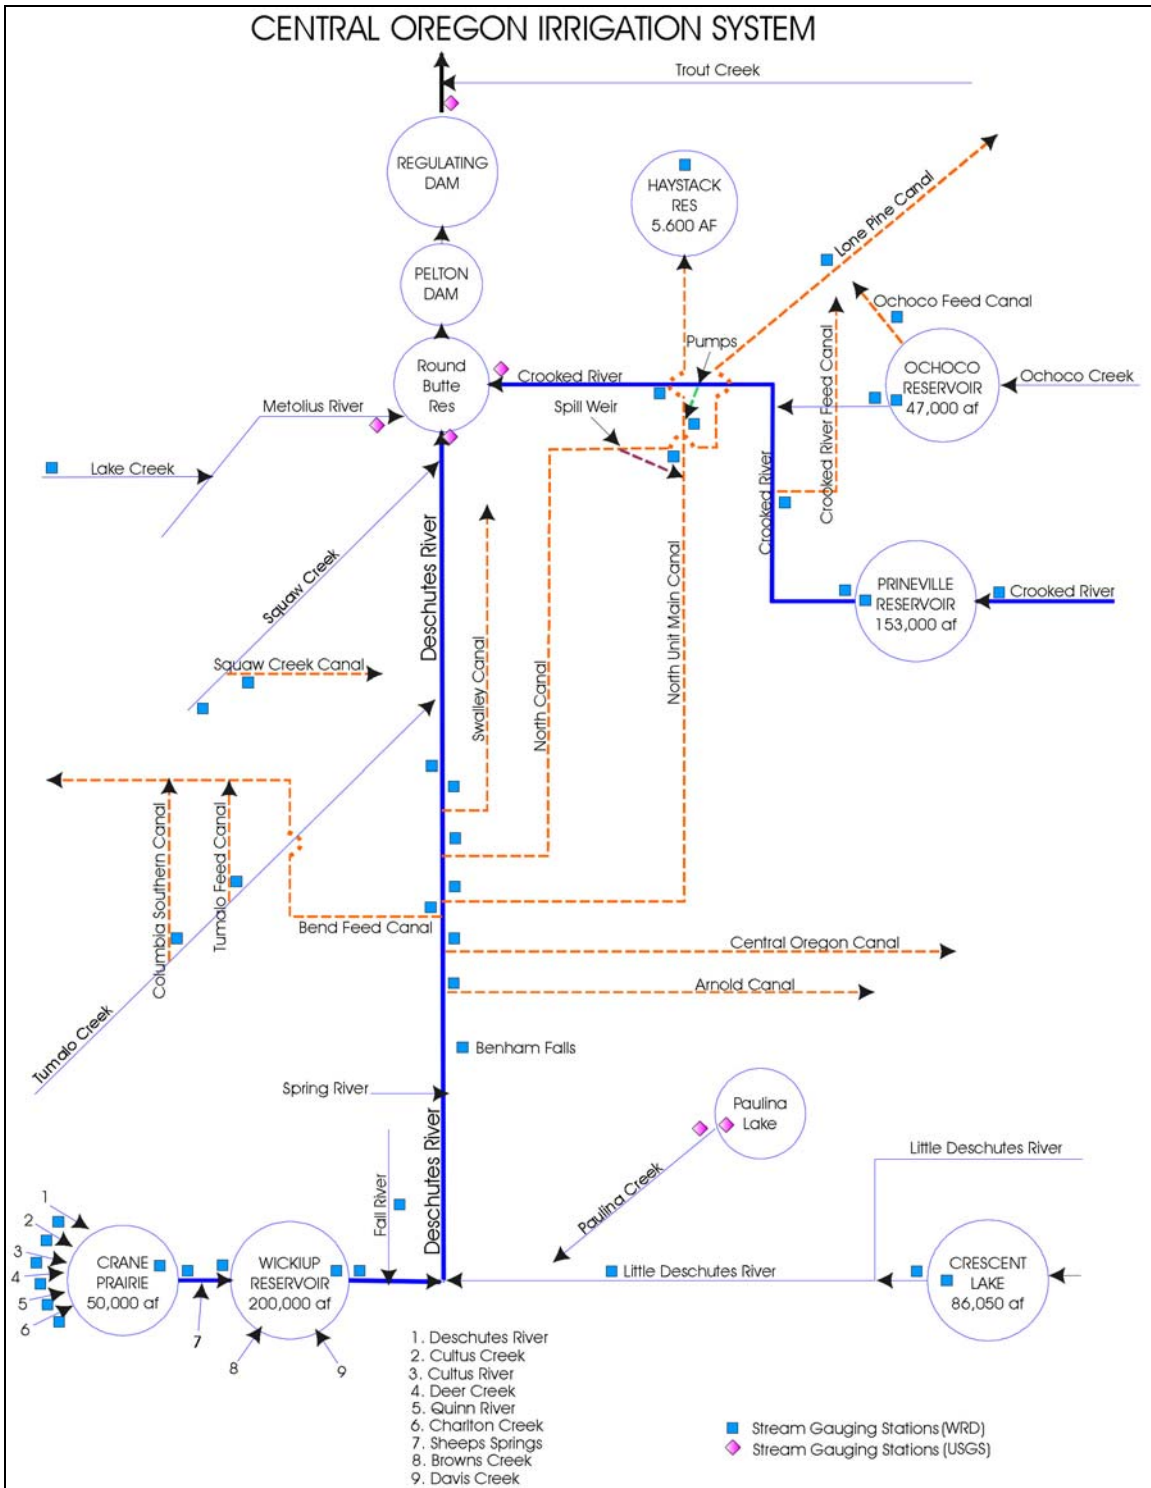 CENTRAL OREGON IRRIGATION SYSTEM
Trout Creek
REGULATING
DAM
HAYSTACK
RES
5.600 AF
Lone Pine Canal
PELTON
DAM
Ochoco Feed Canal
Pumps
Round
Butte
Res
Crooked River
OCHOCO
RESERVOIR
47,000 af
Ochoco Creek
Crooked River Feed Canal
Metolius River
Spill Weir
Lake Creek
Crooked River
Deschutes River
Squaw Creek
North Unit Main Canal
PRINEVILLE
RESERVOIR
153,000 af
Crooked River
Squaw Creek Canal
Swalley Canal
North Canal
Columbia Southern Canal
Tumalo Feed Canal
Bend Feed Canal
Central Oregon Canal
Arnold Canal
Tumalo Creek
Benham Falls
Spring River
Paulina
Lake
Deschutes River
Fall River
Paulina Creek
Little Deschutes River
1
2
3
4
5
6
CRANE
PRAIRIE
50,000 af
WICKIUP
RESERVOIR
200,000 af
Little Deschutes River
CRESCENT
LAKE
86,050 af
7
8
9
1. Deschutes River
2. Cultus Creek
3. Cultus River
4. Deer Creek
5. Quinn River
6. Charlton Creek
7. Sheeps Springs
8. Browns Creek
9. Davis Creek
Stream Gauging Stations (WRD)
Stream Gauging Stations (USGS)